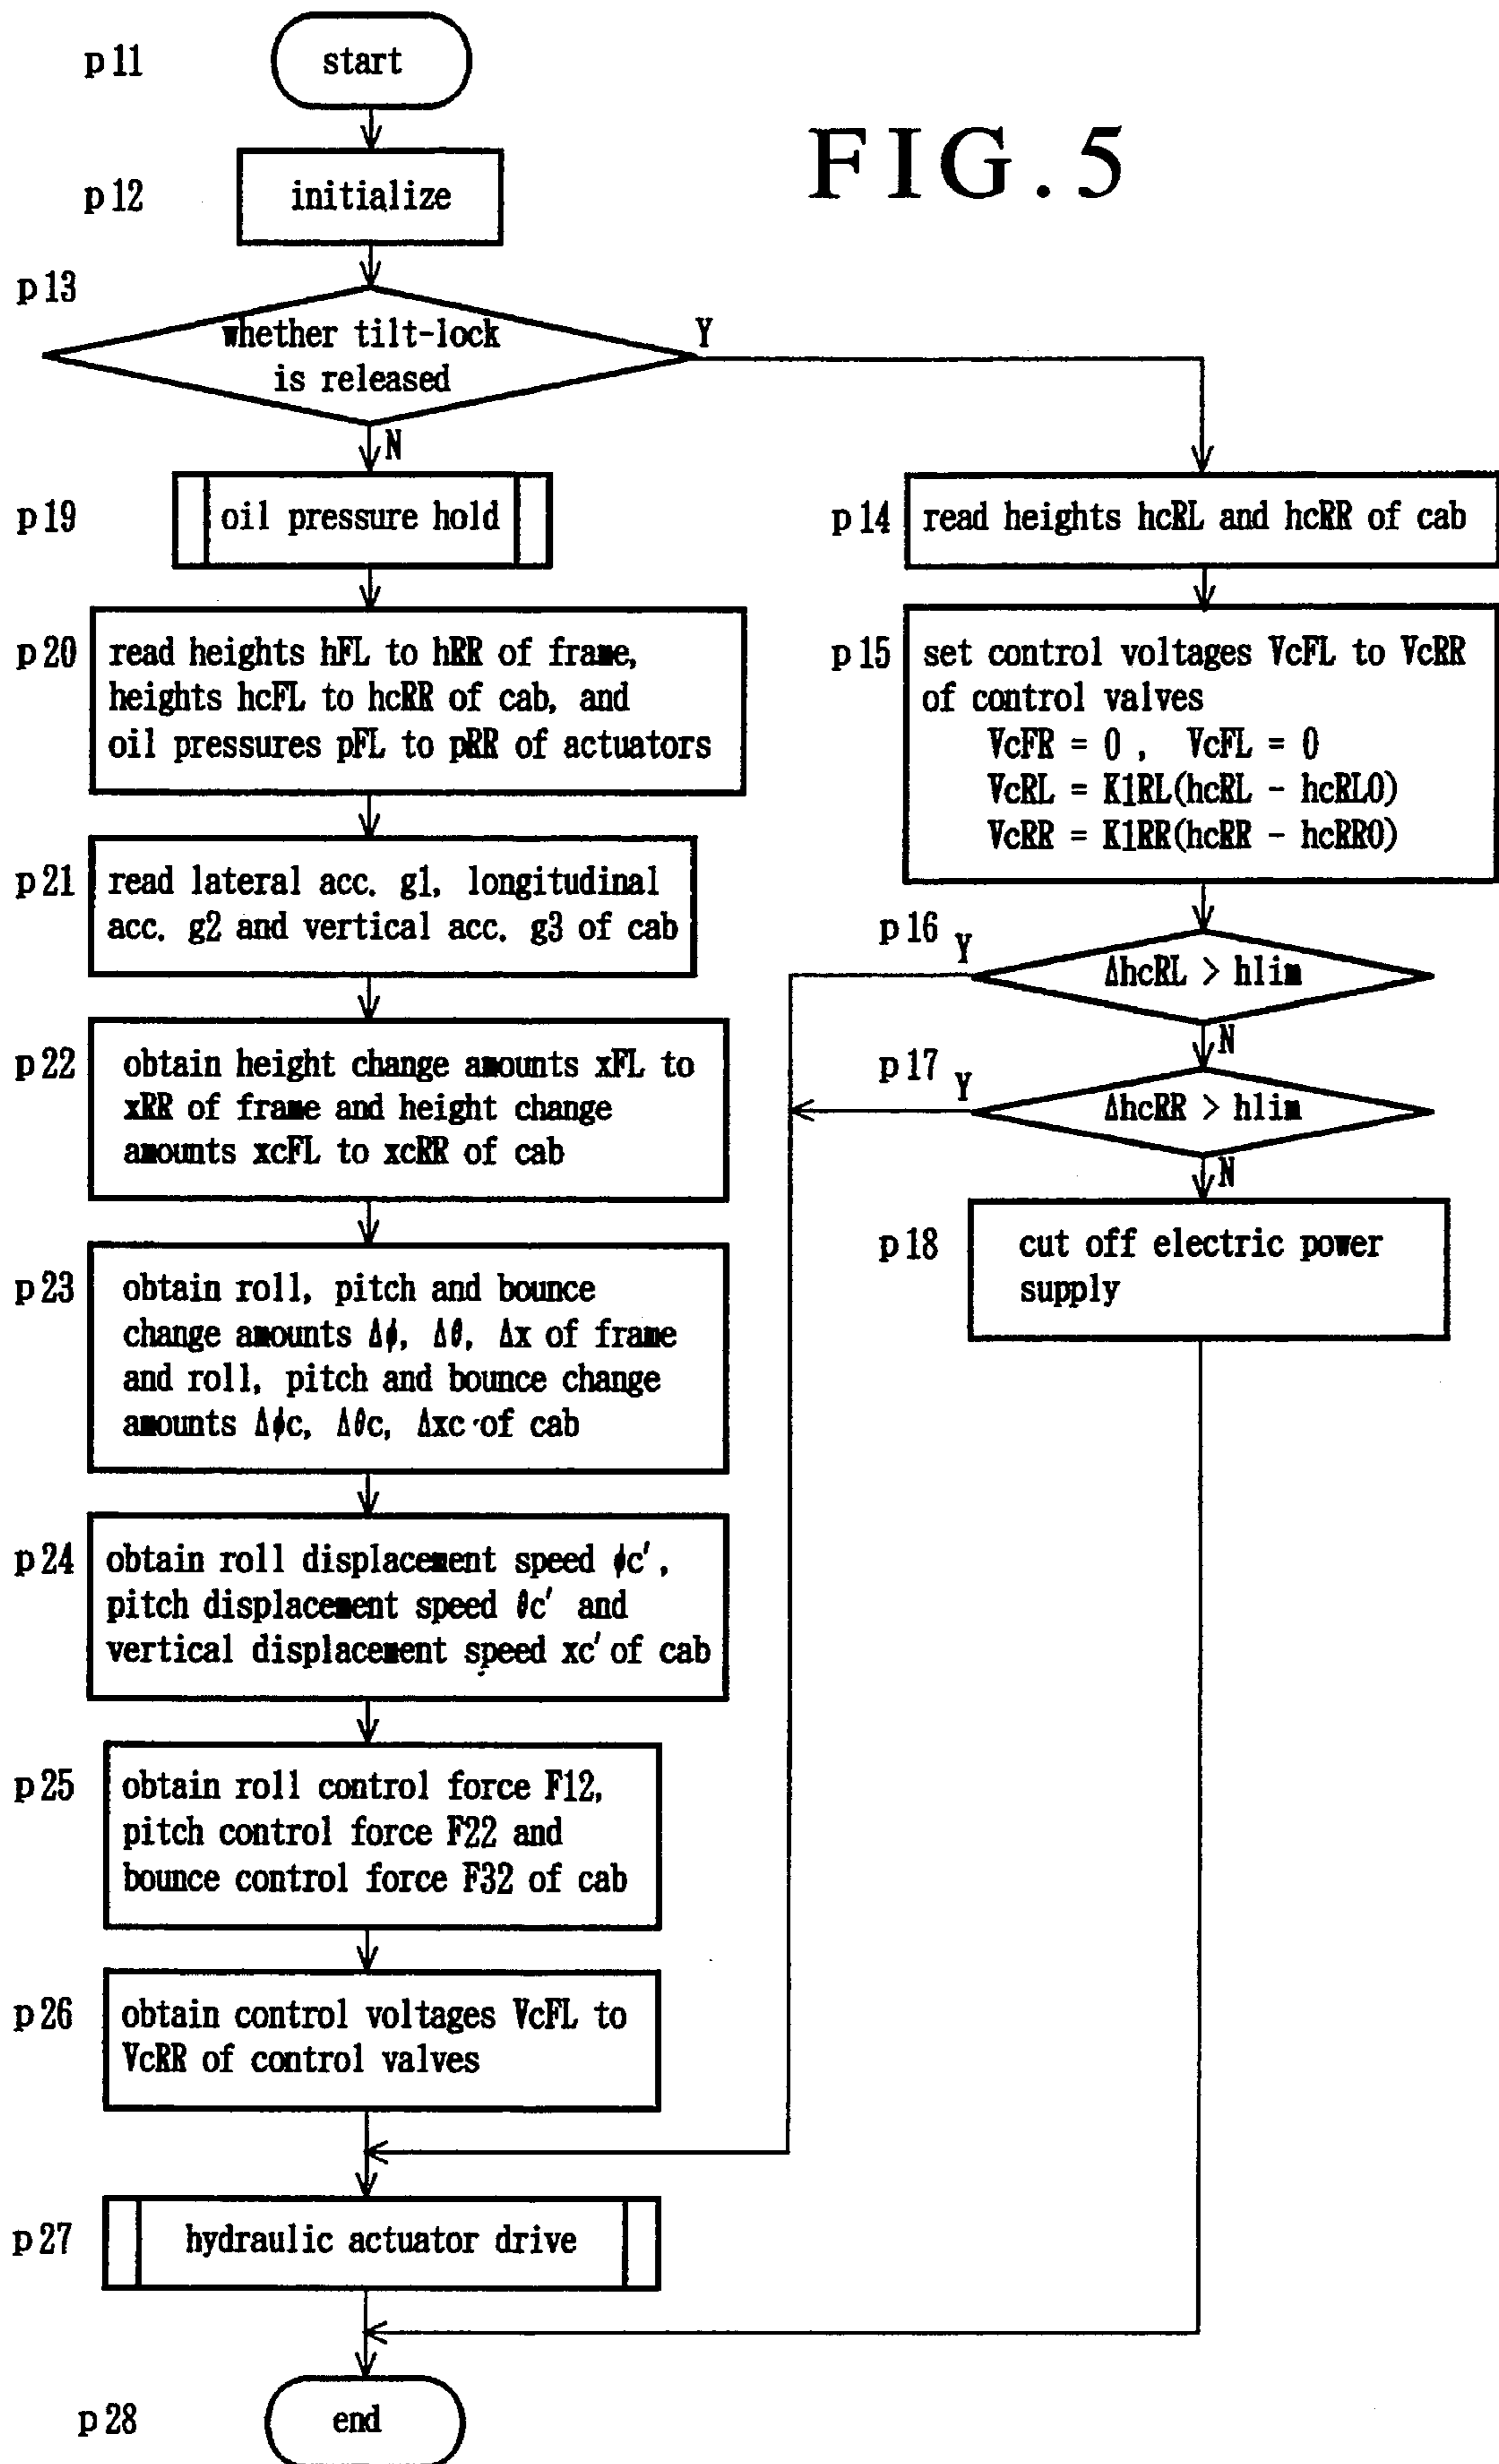 FIG.5
p11
start
p12
initialize
p13
whether tilt-lock
is released
Y
N
p19
oil pressure hold
p20
read heights hFL to hRR of frame,
heights hcFL to hcRR of cab, and
oil pressures pFL to pRR of actuators
p21
read lateral acc. g1, longitudinal
acc. g2 and vertical acc. g3 of cab
p22
obtain height change amounts xFL to
xRR of frame and height change
amounts xcFL to xcRR of cab
p23
obtain roll, pitch and bounce
change amounts Δϕ, Δθ, Δx of frame
and roll, pitch and bounce change
amounts Δϕc, Δθc, Δxc of cab
p24
obtain roll displacement speed ϕc′,
pitch displacement speed θc′ and
vertical displacement speed xc′ of cab
p25
obtain roll control force F12,
pitch control force F22 and
bounce control force F32 of cab
p26
obtain control voltages VcFL to
VcRR of control valves
p14
read heights hcRL and hcRR of cab
p15
set control voltages VcFL to VcRR
of control valves
VcFR = 0 , VcFL = 0
VcRL = K1RL(hcRL - hcRL0)
VcRR = K1RR(hcRR - hcRR0)
p16
Y
ΔhcRL > hlim
N
p17
Y
ΔhcRR > hlim
N
p18
cut off electric power
supply
p27
hydraulic actuator drive
p28
end